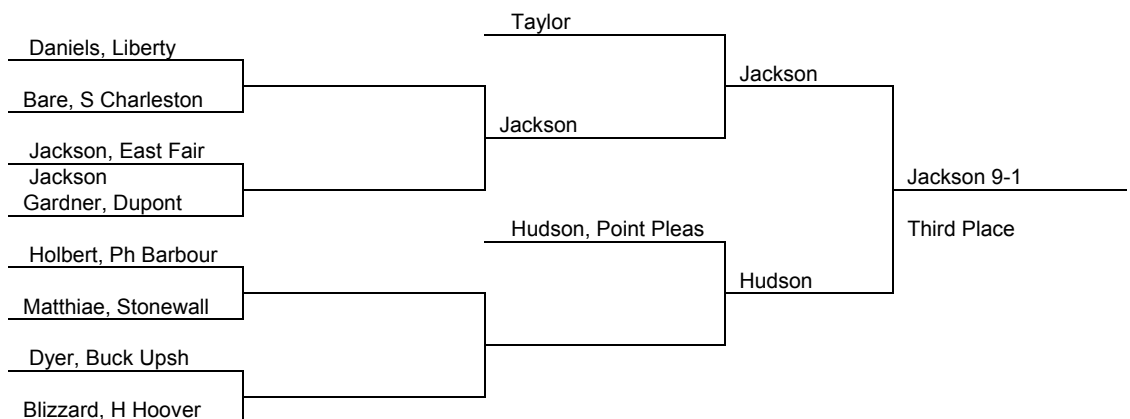 Taylor
Daniels, Liberty
Jackson
Bare, S Charleston
Jackson
Jackson, East Fair
Jackson
Jackson 9-1
Gardner, Dupont
Hudson, Point Pleas
Third Place
Holbert, Ph Barbour
Hudson
Matthiae, Stonewall
Dyer, Buck Upsh
Blizzard, H Hoover